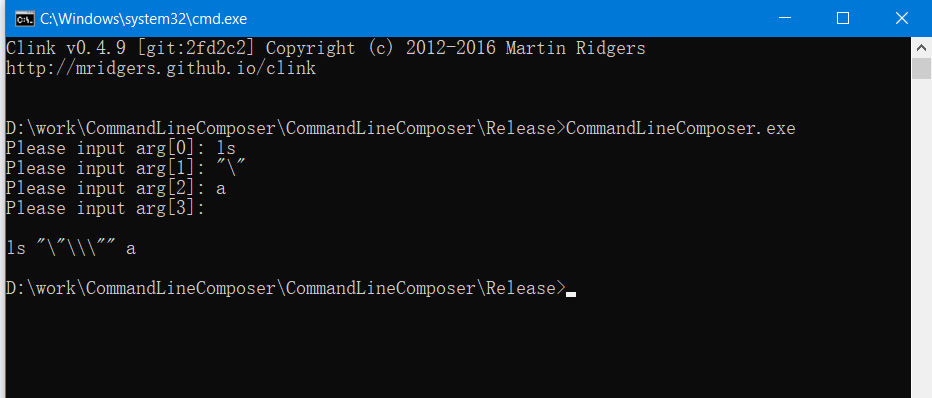 C:\Windows\system32\cmd.exe
Clink v0.4.9 [git:2fd2c2] Copyright (c) 2012-2016 Martin Ridgers
http://mridgers.github.io/clink
D:\work\CommandLineComposer\CommandLineComposer\Release>CommandLineComposer.exe
Please input arg[0]: ls
Please input arg[1]: "\"
Please input arg[2]: a
Please input arg[3]:
ls "\"\\\"" a
D:\work\CommandLineComposer\CommandLineComposer\Release>